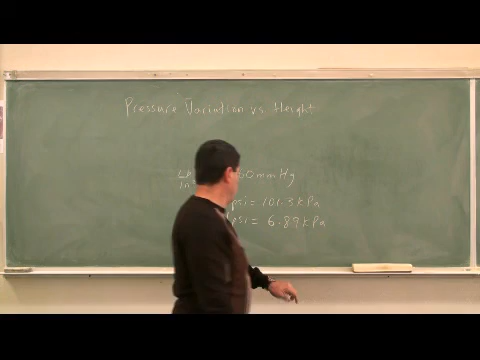 Pressure Variation vs Height
60 mm Hg
psi = 101.3 kPa
psi = 6.89 kPa